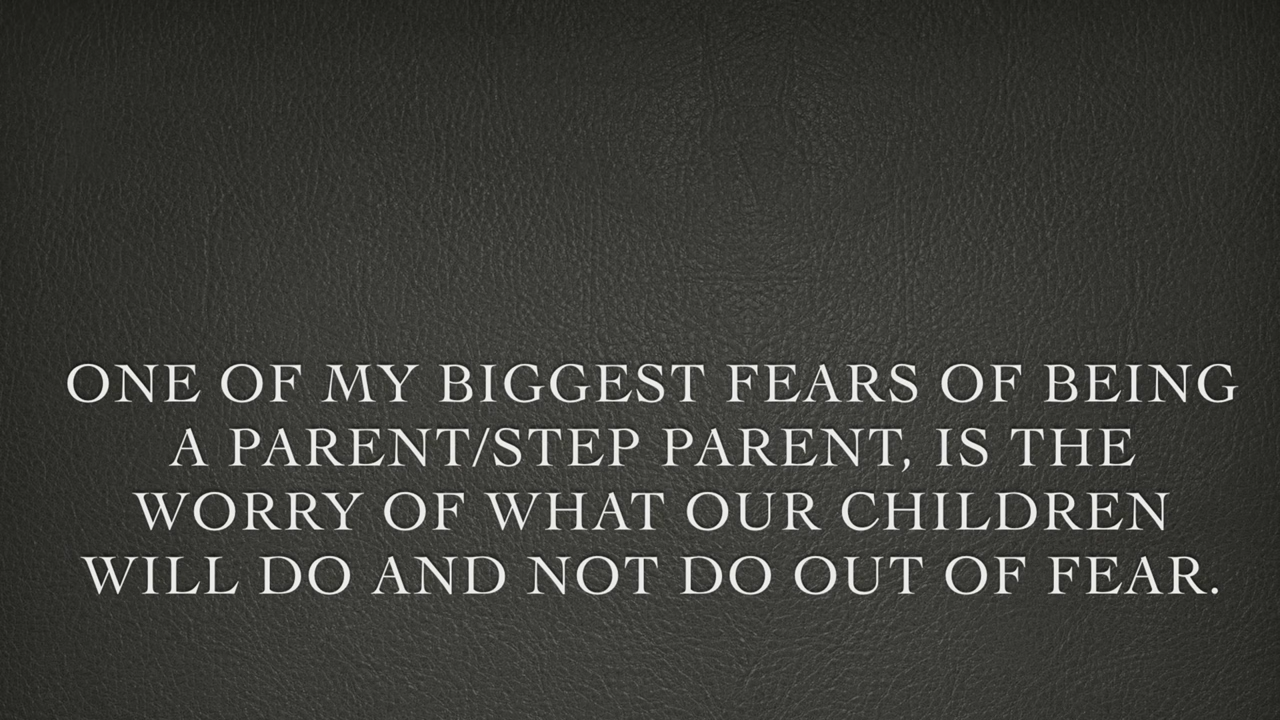 ONE OF MY BIGGEST FEARS OF BEING
A PARENT/STEP PARENT, IS THE
WORRY OF WHAT OUR CHILDREN
WILL DO AND NOT DO OUT OF FEAR.